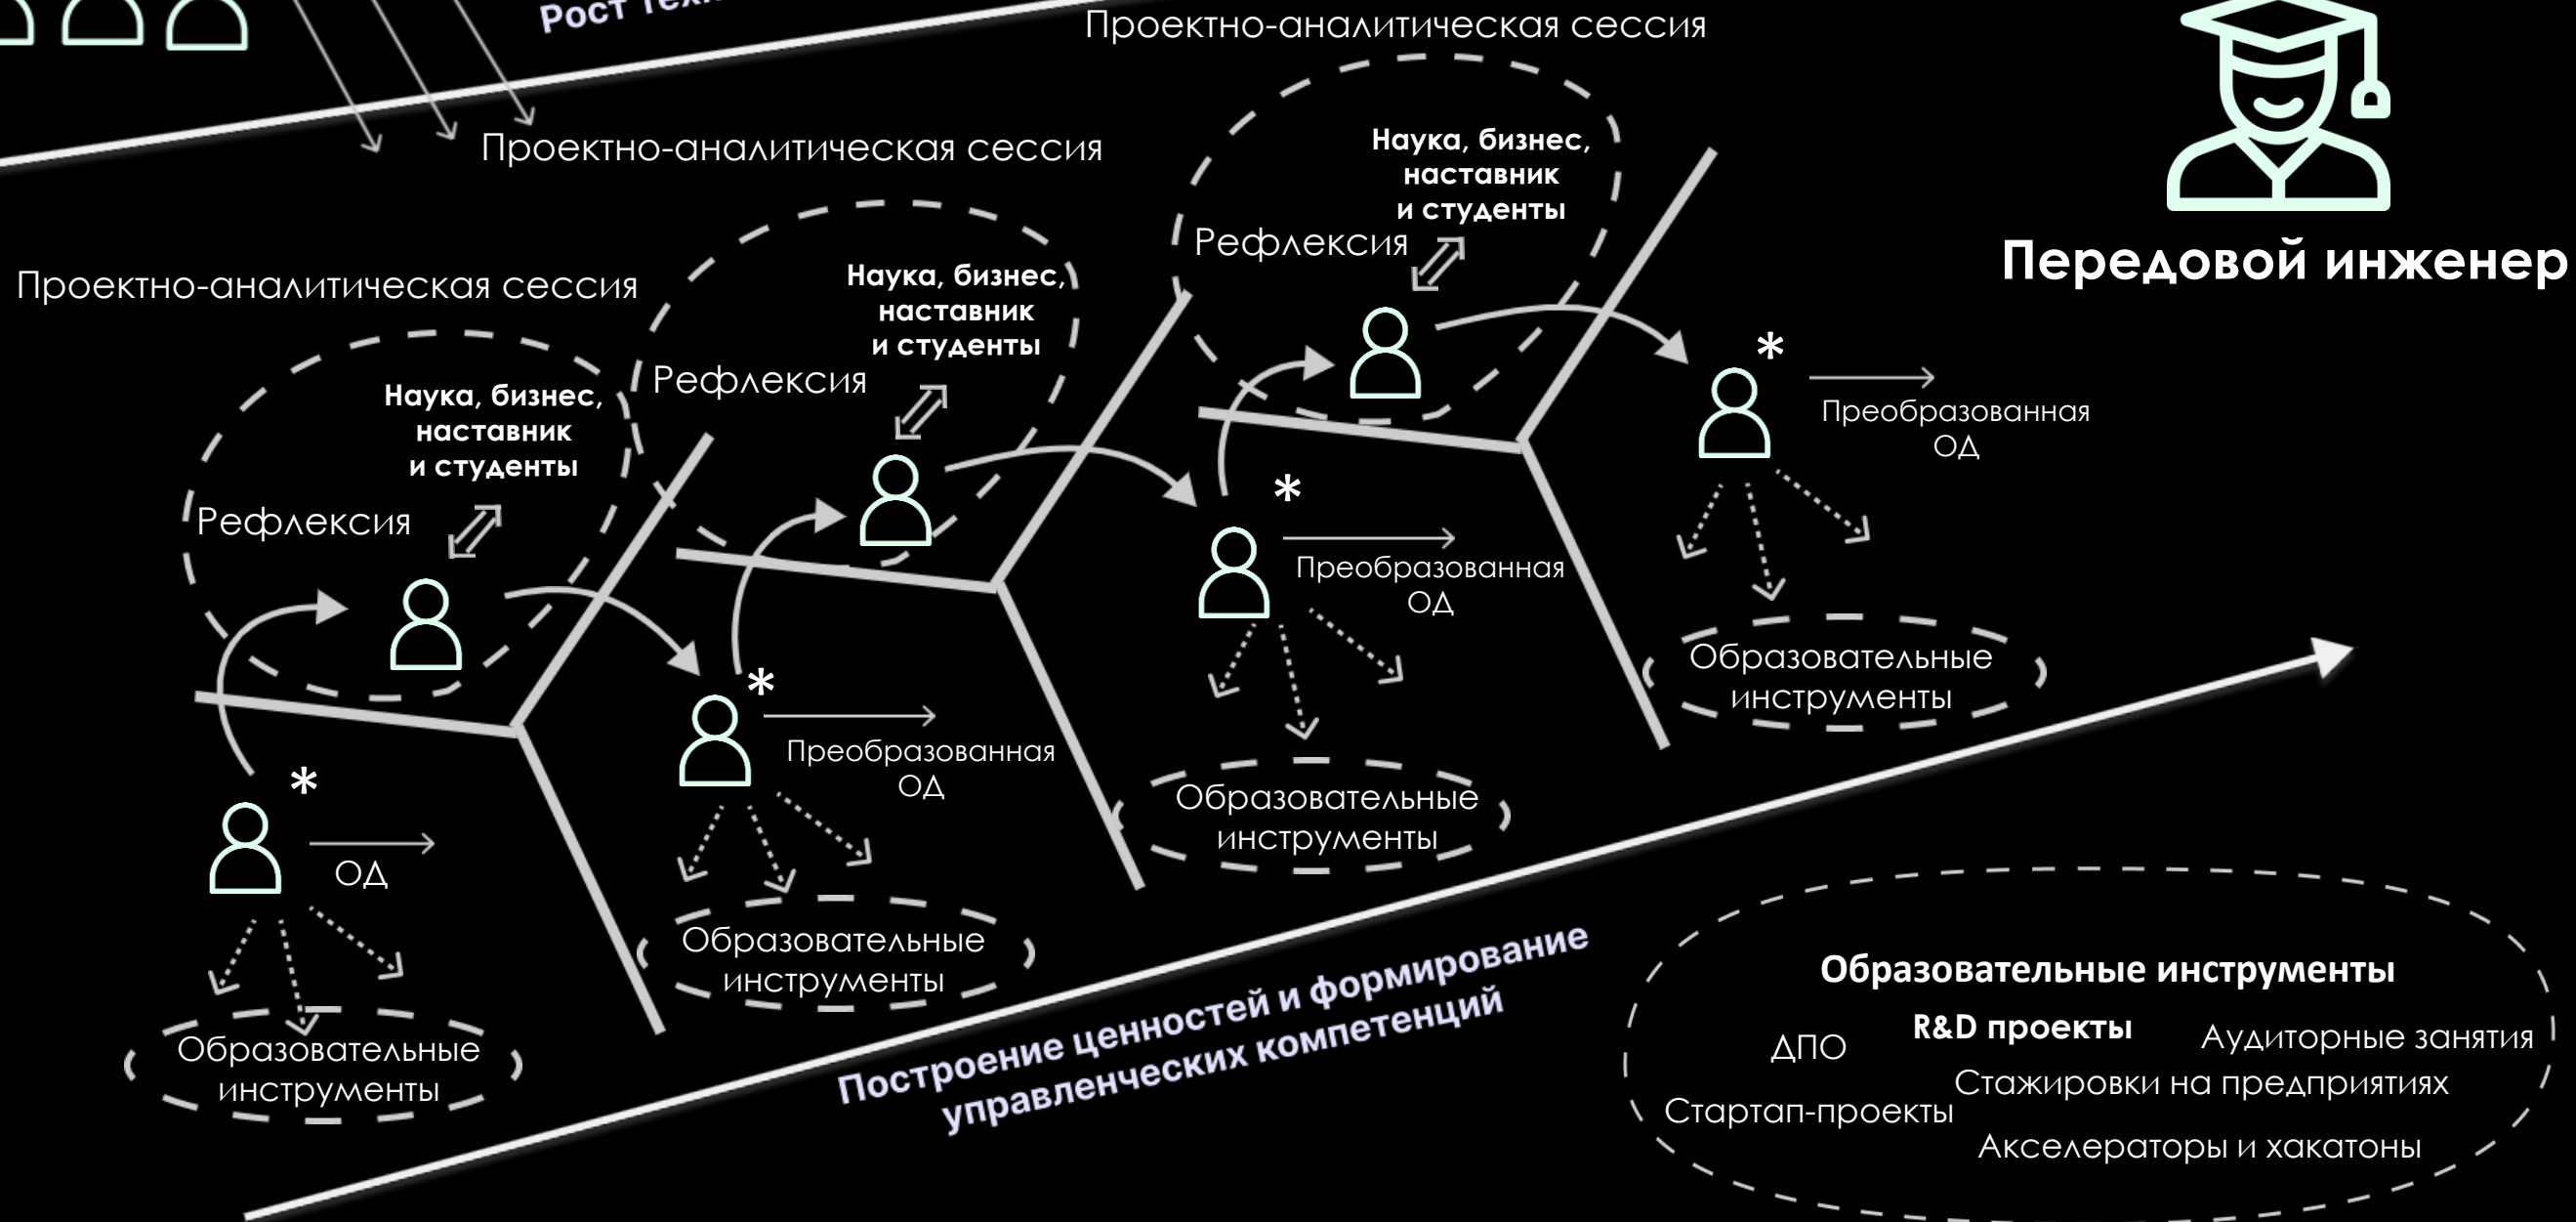 Рост
Проектно-аналитическая сессия
Наука, бизнес,
наставник
и студенты
Рефлексия
Передовой инженер
Проектно-аналитическая сессия
Наука, бизнес,
наставник
и студенты
Рефлексия
Проектно-аналитическая сессия
Наука, бизнес,
наставник
и студенты
Рефлексия
*
Преобразованная
ОД
*
Преобразованная
ОД
*
Преобразованная
ОД
*
ОД
Образовательные
инструменты
Образовательные
инструменты
Образовательные
инструменты
Образовательные
инструменты
Построение ценностей и формирование
управленческих компетенций
Образовательные инструменты
R&D проекты
ДПО
Аудиторные занятия
Стажировки на предприятиях
Стартап-проекты
Акселераторы и хакатоны